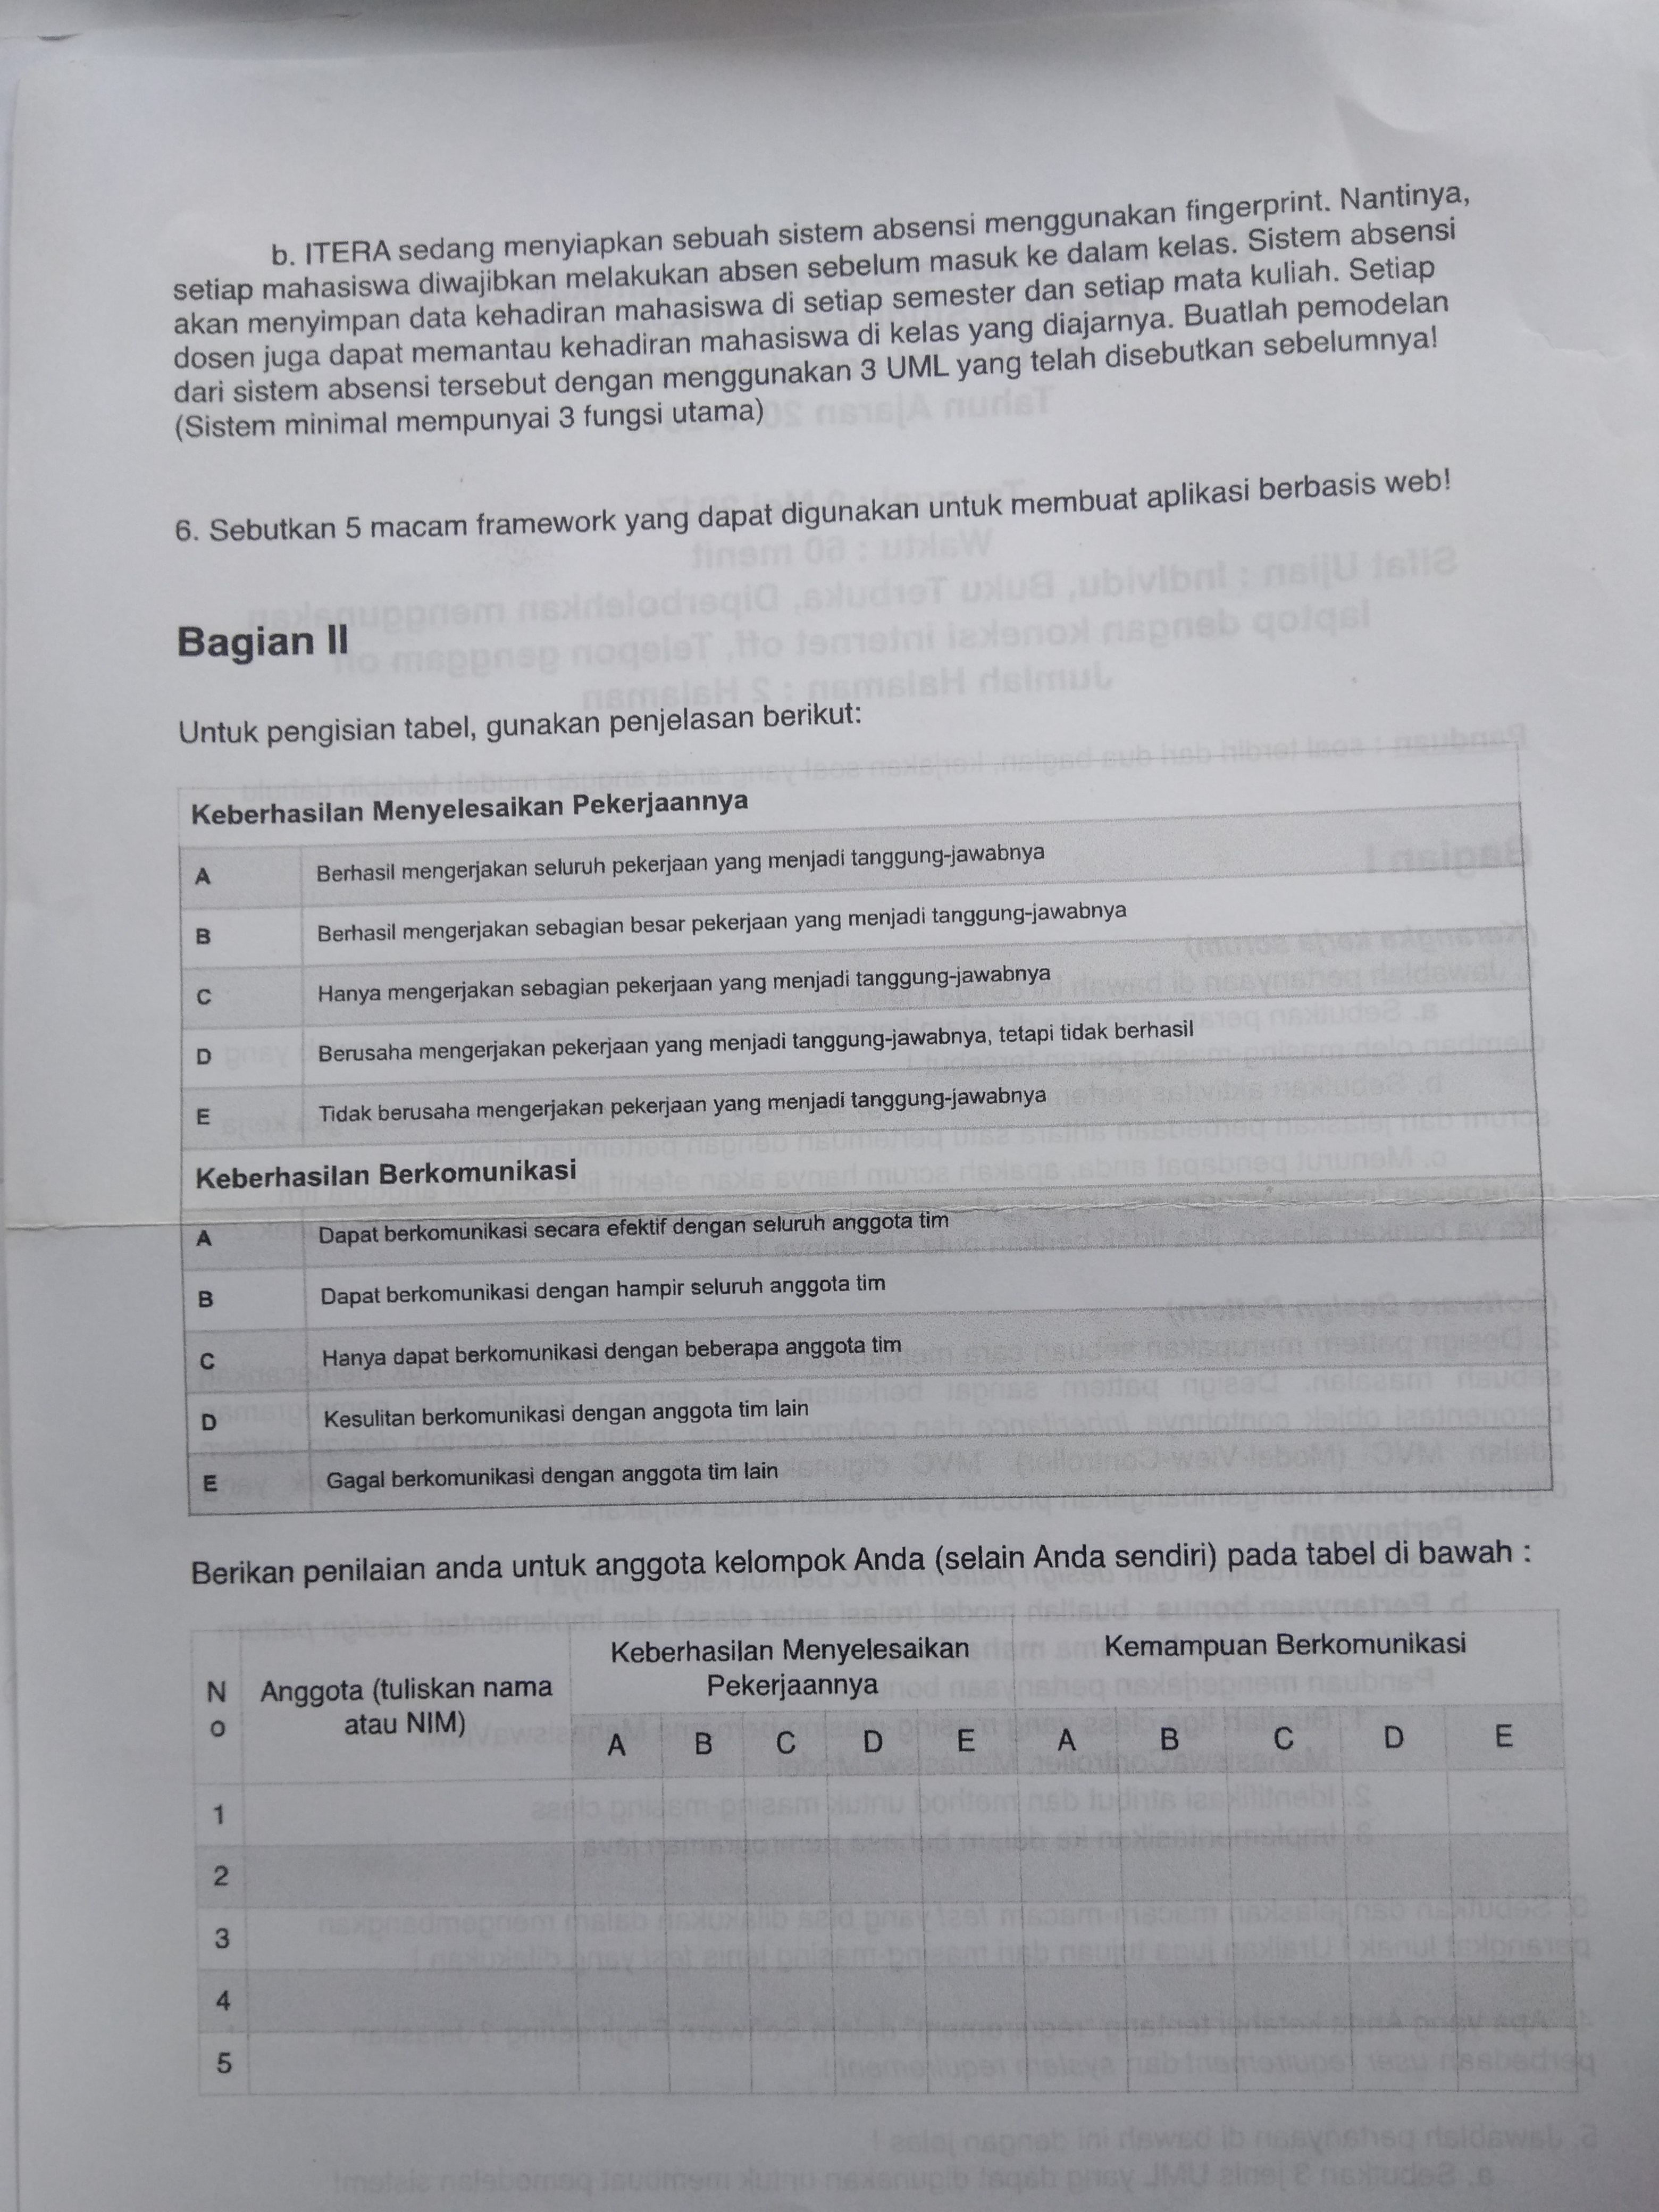 b. ITERA sedang menyiapkan sebuah sistem absensi menggunakan fingerprint. Nantinya,
setiap mahasiswa diwajibkan melakukan absen sebelum masuk ke dalam kelas. Sistem absensi
akan menyimpan data kehadiran mahasiswa di setiap semester dan setiap mata kuliah. Setiap
dosen juga dapat memantau kehadiran mahasiswa di kelas yang diajarnya. Buatlah pemodelan
dari sistem absensi tersebut dengan menggunakan 3 UML yang telah disebutkan sebelumnya!
(Sistem minimal mempunyai 3 fungsi utama)
6. Sebutkan 5 macam framework yang dapat digunakan untuk membuat aplikasi berbasis web!
Bagian II
Untuk pengisian tabel, gunakan penjelasan berikut:
Keberhasilan Menyelesaikan Pekerjaannya
A Berhasil mengerjakan seluruh pekerjaan yang menjadi tanggung-jawabnya
B Berhasil mengerjakan sebagian besar pekerjaan yang menjadi tanggung-jawabnya
C Hanya mengerjakan sebagian pekerjaan yang menjadi tanggung-jawabnya
D Berusaha mengerjakan pekerjaan yang menjadi tanggung-jawabnya, tetapi tidak berhasil
E Tidak berusaha mengerjakan pekerjaan yang menjadi tanggung-jawabnya
Keberhasilan Berkomunikasi
A Dapat berkomunikasi secara efektif dengan seluruh anggota tim
B Dapat berkomunikasi dengan hampir seluruh anggota tim
C Hanya dapat berkomunikasi dengan beberapa anggota tim
D Kesulitan berkomunikasi dengan anggota tim lain
E Gagal berkomunikasi dengan anggota tim lain
Berikan penilaian anda untuk anggota kelompok Anda (selain Anda sendiri) pada tabel di bawah :
N
o
Anggota (tuliskan nama
atau NIM)
Keberhasilan Menyelesaikan
Pekerjaannya
Kemampuan Berkomunikasi
A B C D E A B C D E
1
2
3
4
5